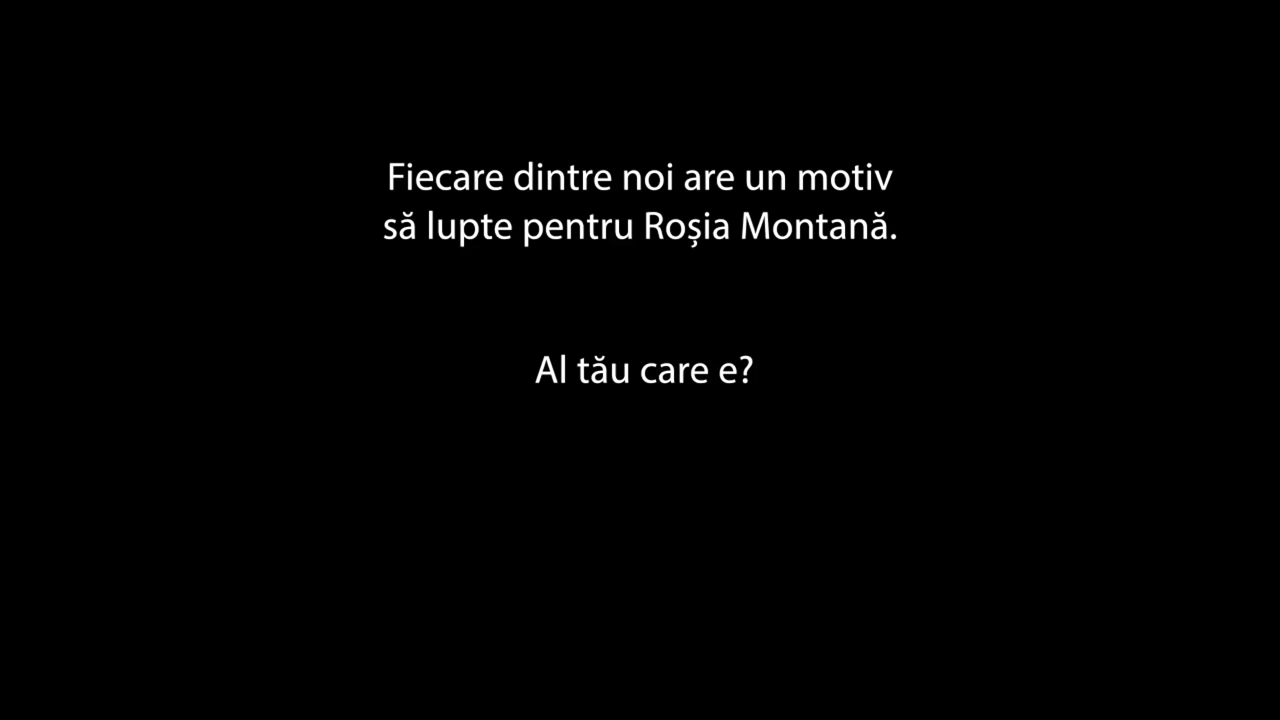 Fiecare dintre noi are un motiv
să lupte pentru Roșia Montană.
Al tău care e?